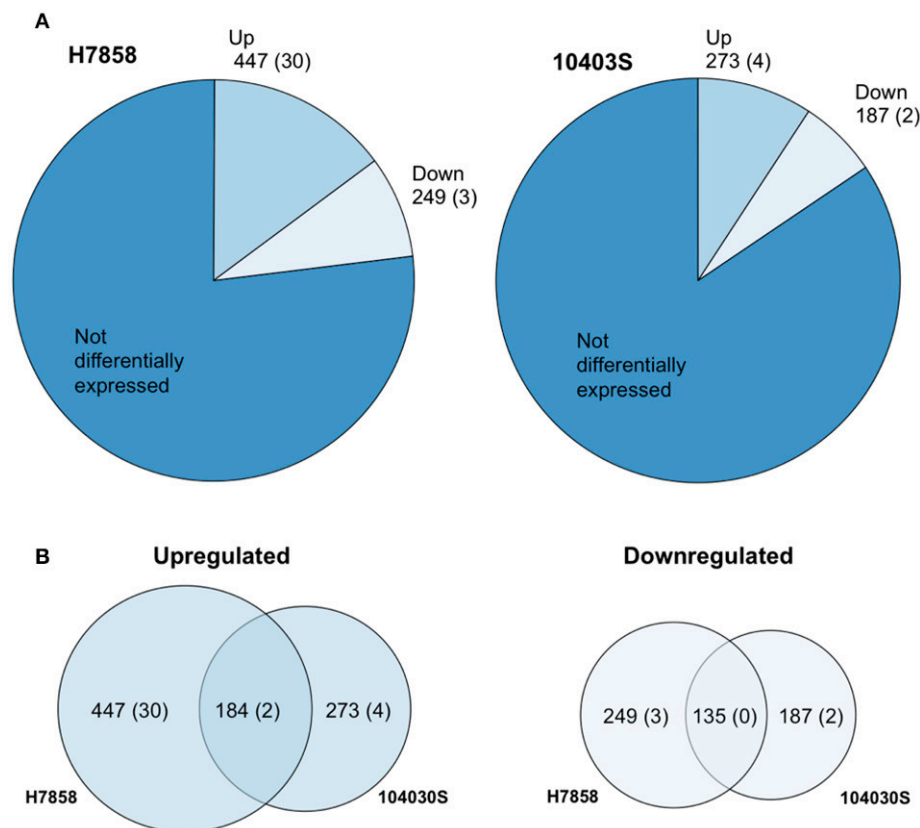 A
H7858
Up
447 (30)
Down
249 (3)
Not
differentially
expressed
10403S
Up
273 (4)
Down
187 (2)
Not
differentially
expressed
B
Upregulated
447 (30)
184 (2)
273 (4)
H7858
104030S
Downregulated
249 (3)
135 (0)
187 (2)
H7858
104030S